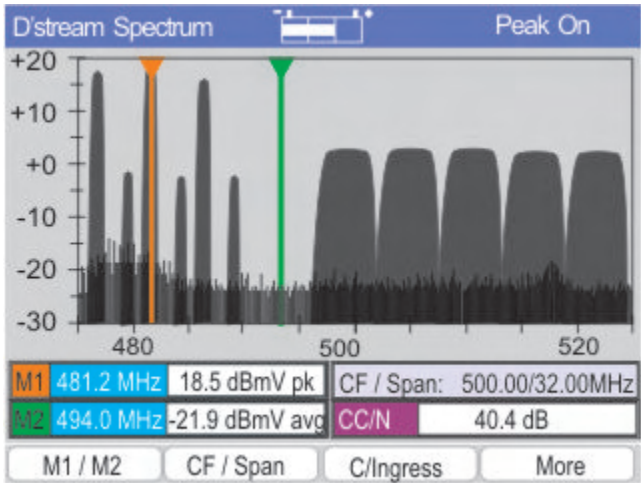 D'stream Spectrum - + Peak On
+20
+10
+0
-10
-20
-30
480 500 520
M1 481.2 MHz 18.5 dBmV pk CF / Span: 500.00/32.00MHz
M2 494.0 MHz -21.9 dBmV avg CC/N 40.4 dB
M1 / M2 CF / Span C/Ingress More